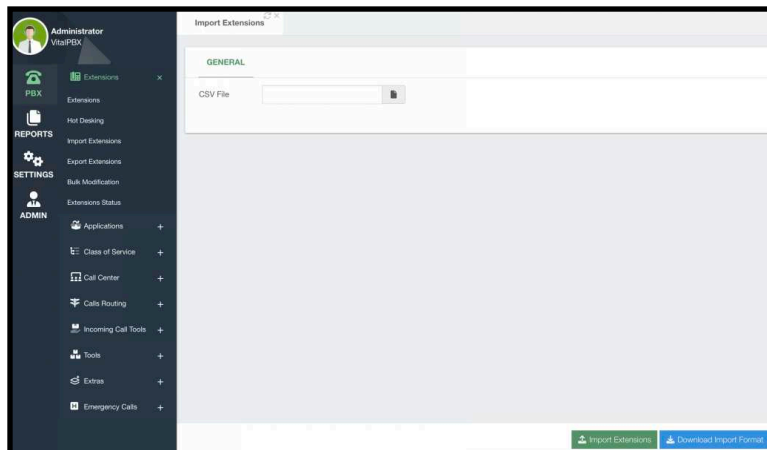 Administrator
VitalPBX
PBX
REPORTS
SETTINGS
ADMIN
Extensions ×
Extensions
Hot Desking
Import Extensions
Export Extensions
Bulk Modification
Extensions Status
Applications +
Class of Service +
Call Center +
Calls Routing +
Incoming Call Tools +
Tools +
Extras +
Emergency Calls +
Import Extensions ×
GENERAL
CSV File
Import Extensions
Download Import Format